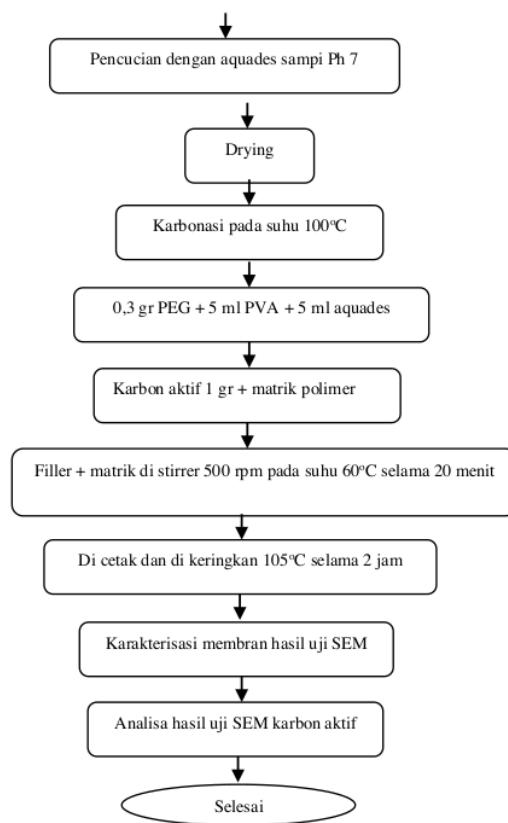 Pencucian dengan aquades sampi Ph 7
Drying
Karbonasi pada suhu 100°C
0,3 gr PEG + 5 ml PVA + 5 ml aquades
Karbon aktif 1 gr + matrik polimer
Filler + matrik di stirrer 500 rpm pada suhu 60°C selama 20 menit
Di cetak dan di keringkan 105°C selama 2 jam
Karakterisasi membran hasil uji SEM
Analisa hasil uji SEM karbon aktif
Selesai